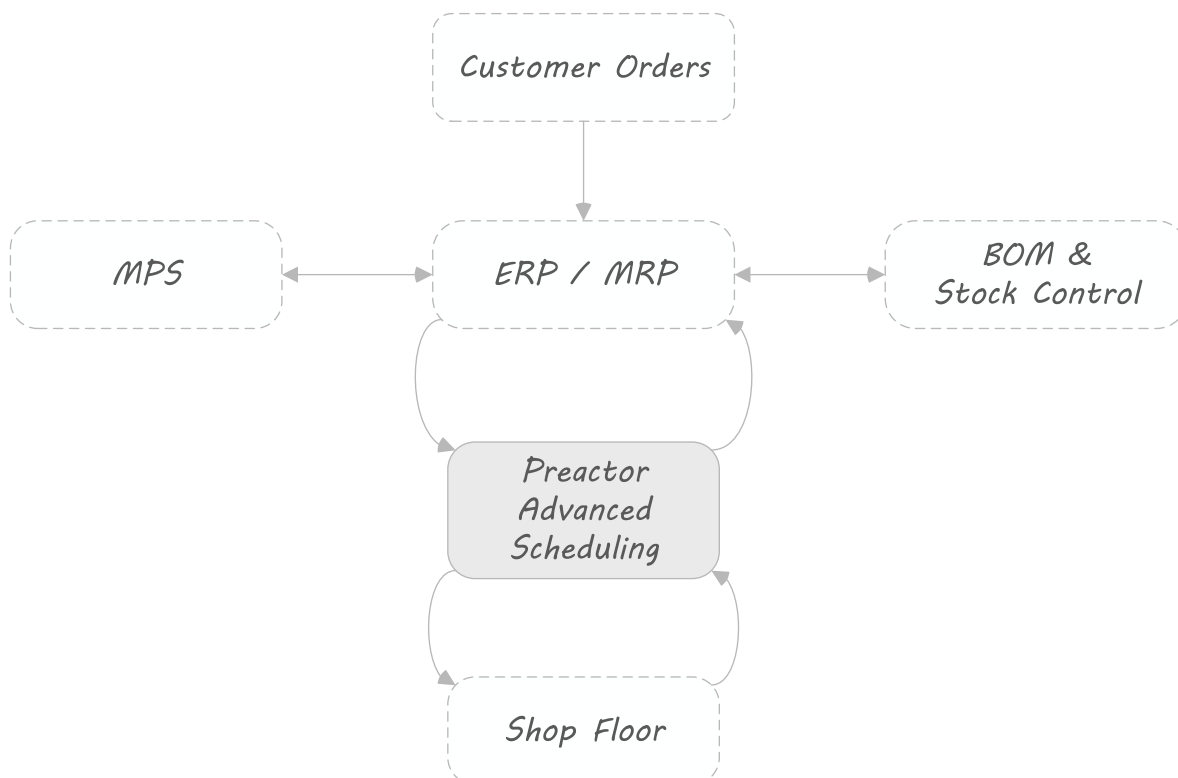 Customer Orders
MPS
ERP / MRP
BOM &
Stock Control
Preactor
Advanced
Scheduling
Shop Floor